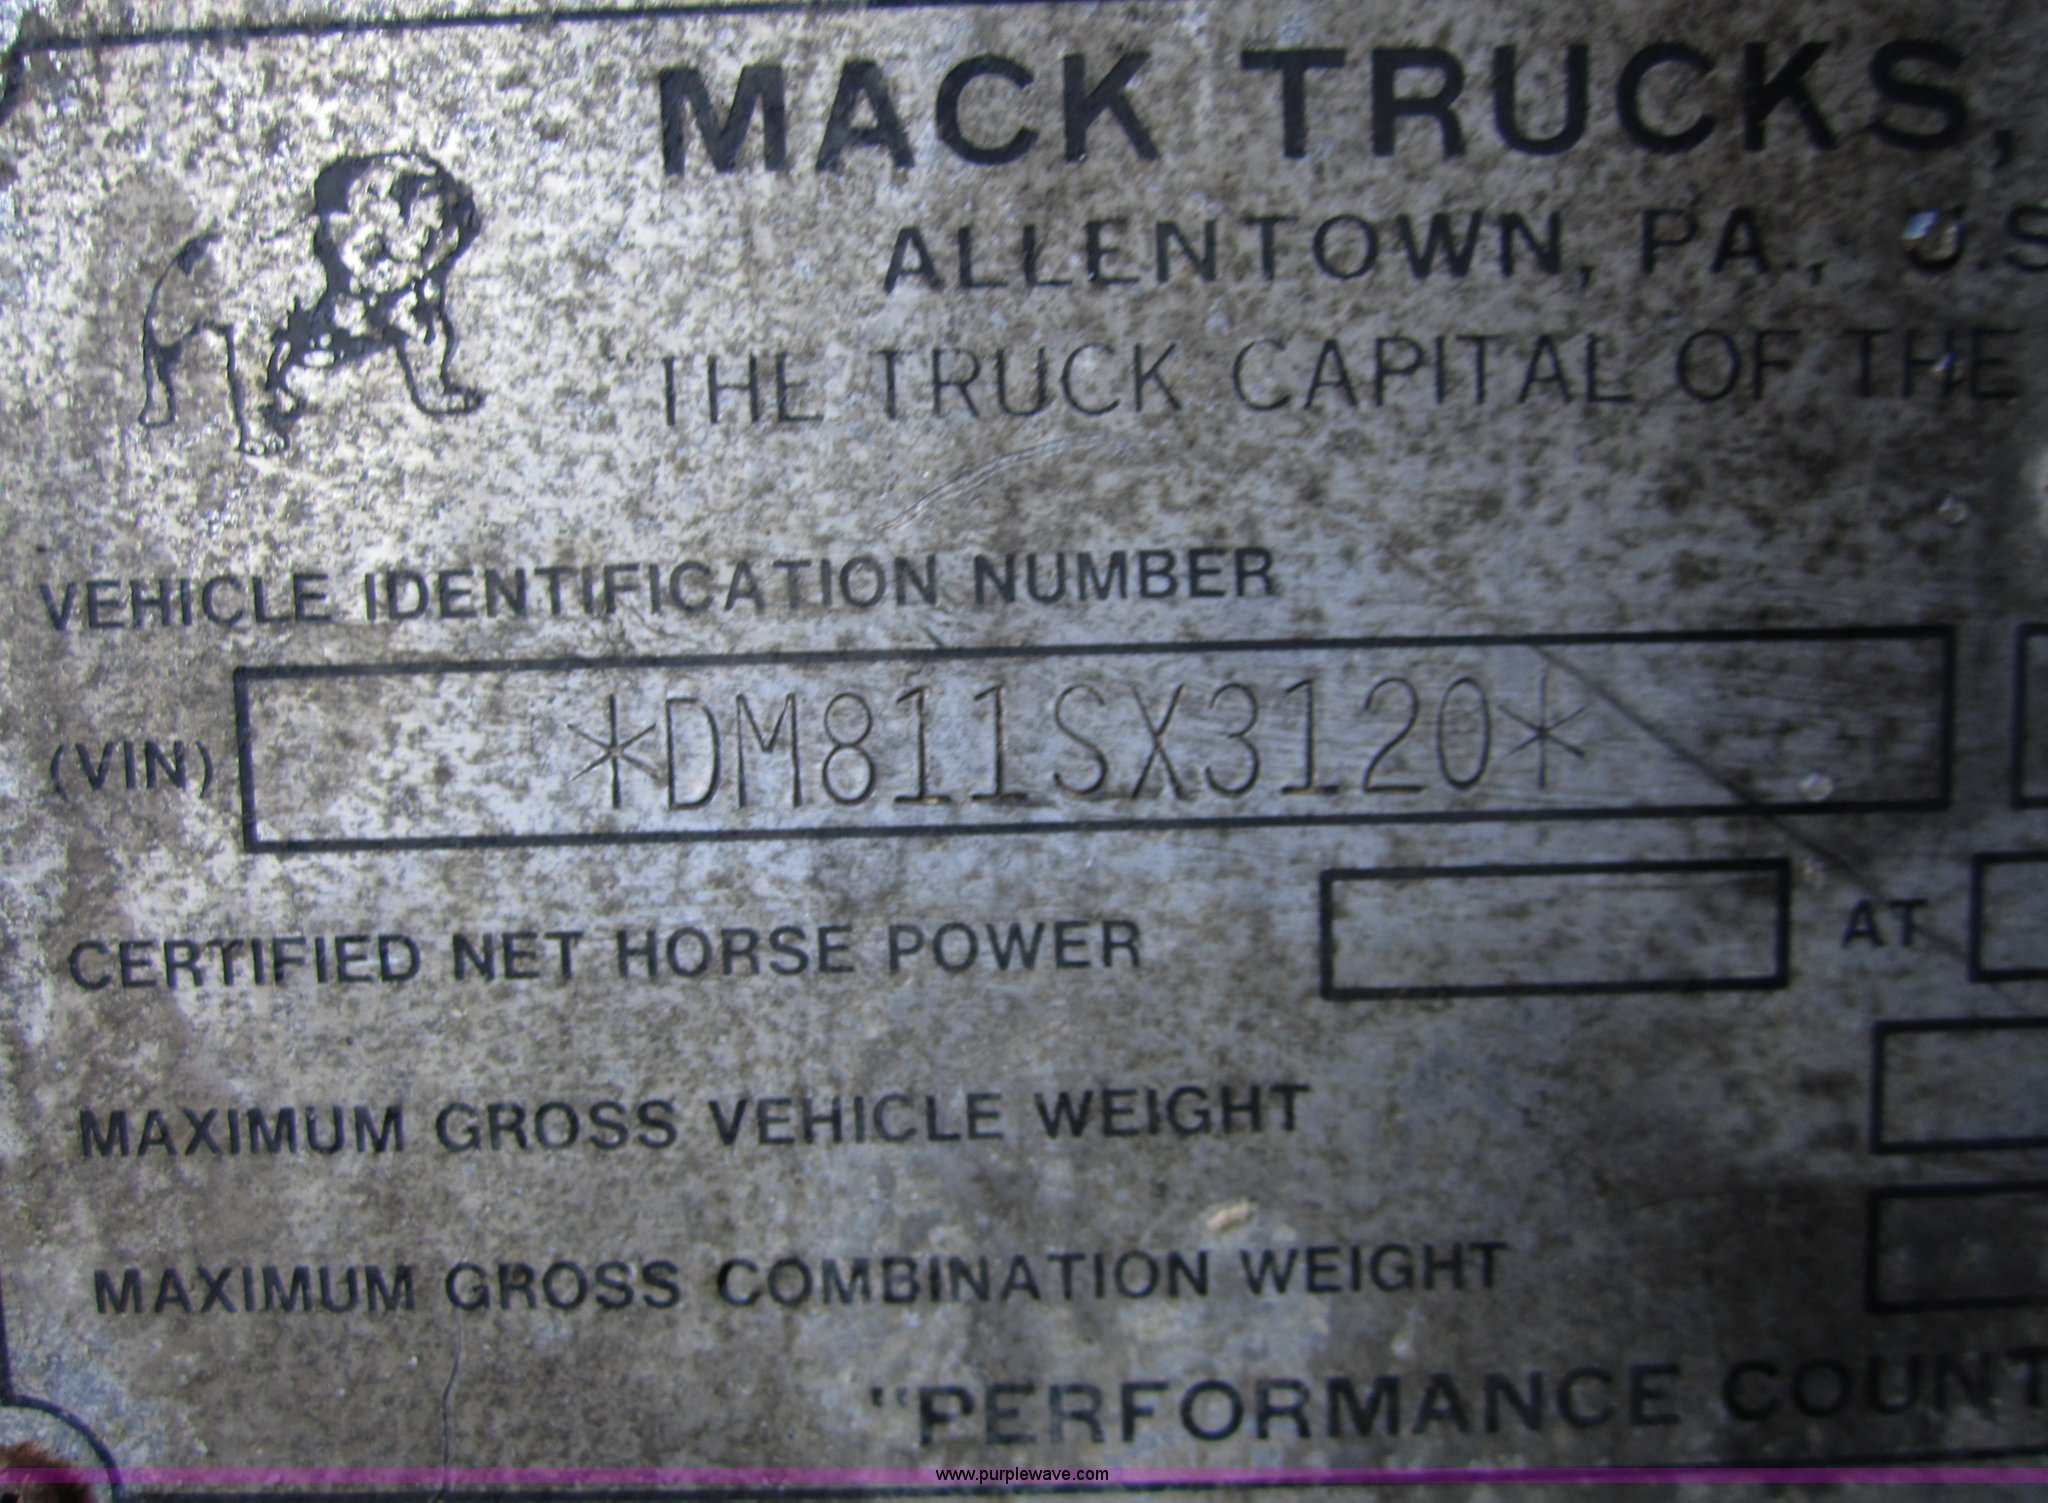 MACK TRUCKS,
ALLENTOWN, PA., U.S
THE TRUCK CAPITAL OF THE
VEHICLE IDENTIFICATION NUMBER
(VIN) *DM811SX3120*
CERTIFIED NET HORSE POWER AT
MAXIMUM GROSS VEHICLE WEIGHT
MAXIMUM GROSS COMBINATION WEIGHT
"PERFORMANCE COUNT
www.purplewave.com